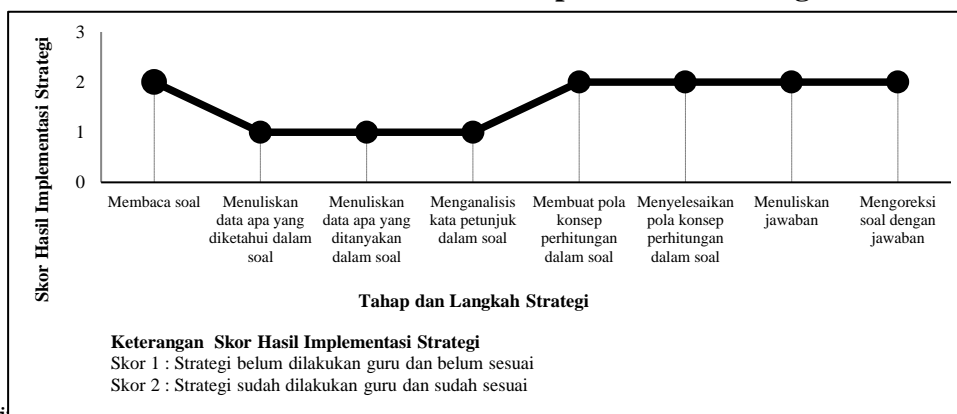 3
2
1
0
Skor Hasil Implementasi Strategi
Membaca soal
Menuliskan
data apa yang
diketahui dalam
soal
Menuliskan
data apa yang
ditanyakan
dalam soal
Menganalisis
kata petunjuk
dalam soal
Membuat pola
konsep
perhitungan
dalam soal
Menyelesaikan
pola konsep
perhitungan
dalam soal
Menuliskan
jawaban
Mengoreksi
soal dengan
jawaban
Tahap dan Langkah Strategi
Keterangan Skor Hasil Implementasi Strategi
Skor 1 : Strategi belum dilakukan guru dan belum sesuai
Skor 2 : Strategi sudah dilakukan guru dan sudah sesuai